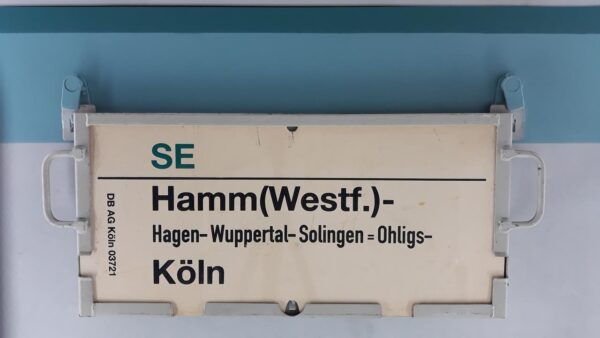 SE
Hamm(Westf.)-
Hagen- Wuppertal- Solingen = Ohligs-
Köln
DB AG Köln 03721